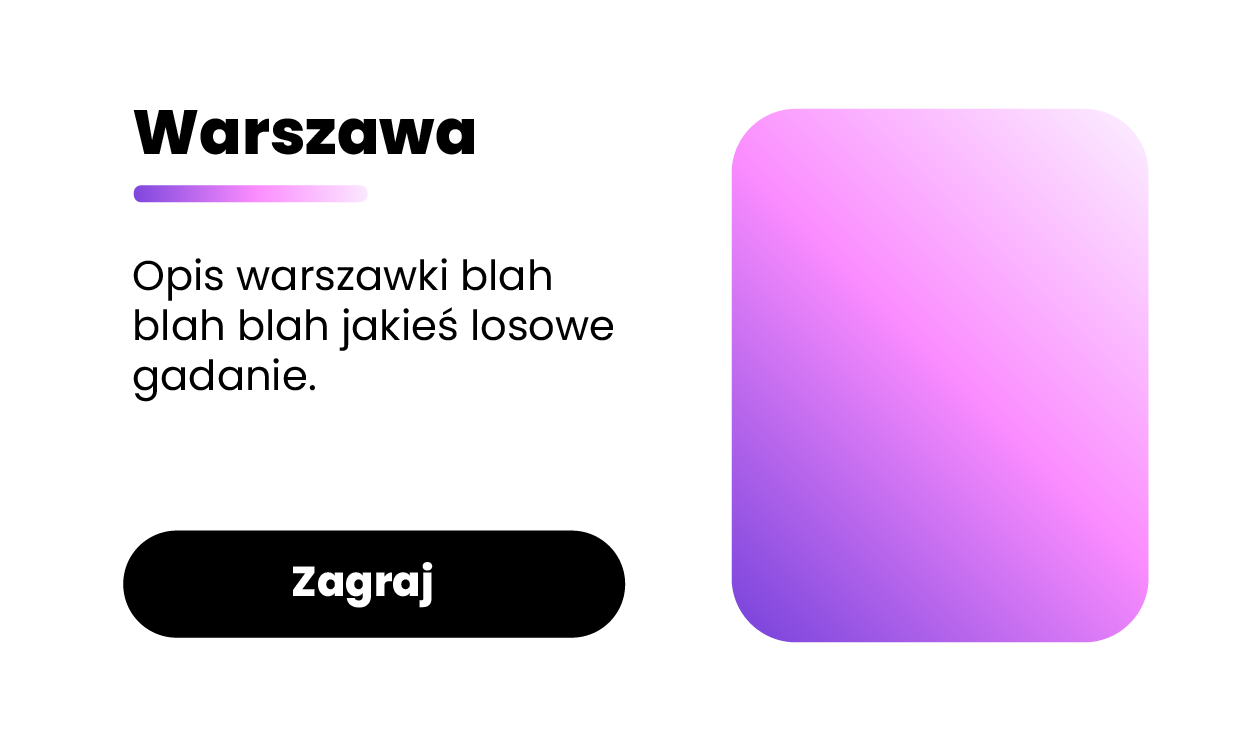 Warszawa
Opis warszawki blah
blah blah jakieś losowe
gadanie.
Zagraj